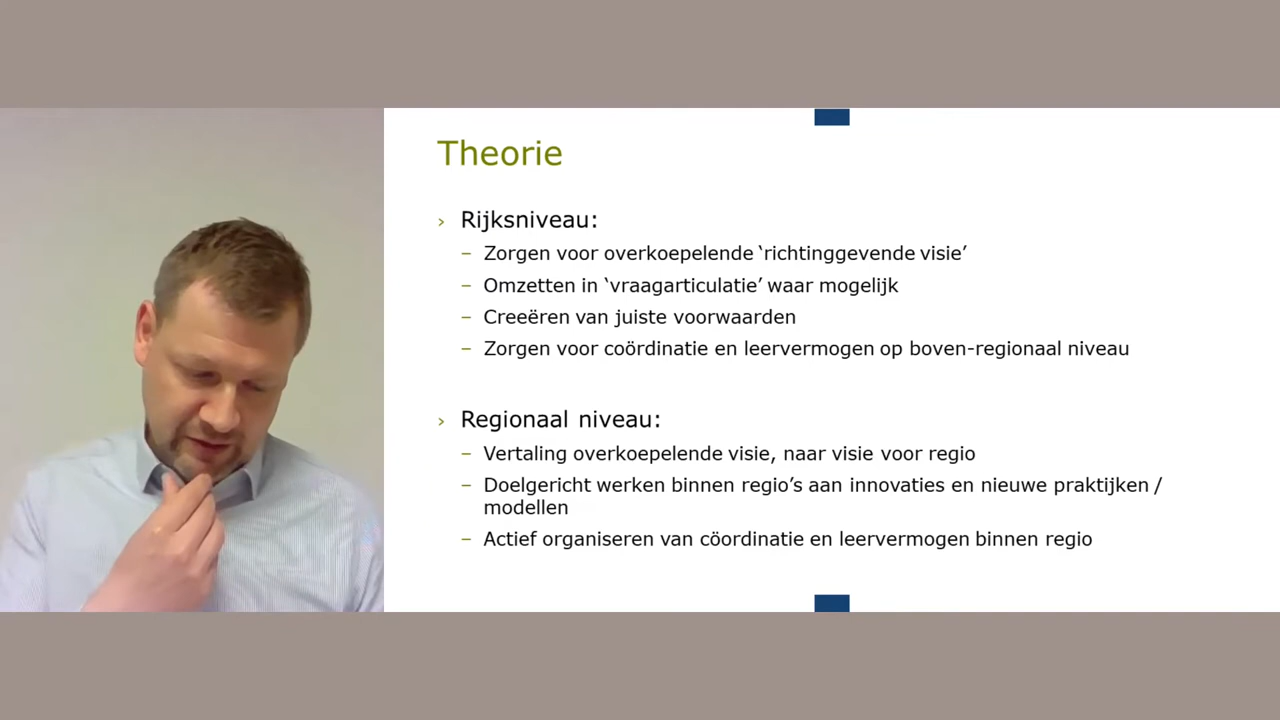 Theorie
› Rijksniveau:
– Zorgen voor overkoepelende ‘richtinggevende visie’
– Omzetten in ‘vraagarticulatie’ waar mogelijk
– Creeëren van juiste voorwaarden
– Zorgen voor coördinatie en leervermogen op boven-regionaal niveau
› Regionaal niveau:
– Vertaling overkoepelende visie, naar visie voor regio
– Doelgericht werken binnen regio’s aan innovaties en nieuwe praktijken /
modellen
– Actief organiseren van cöordinatie en leervermogen binnen regio